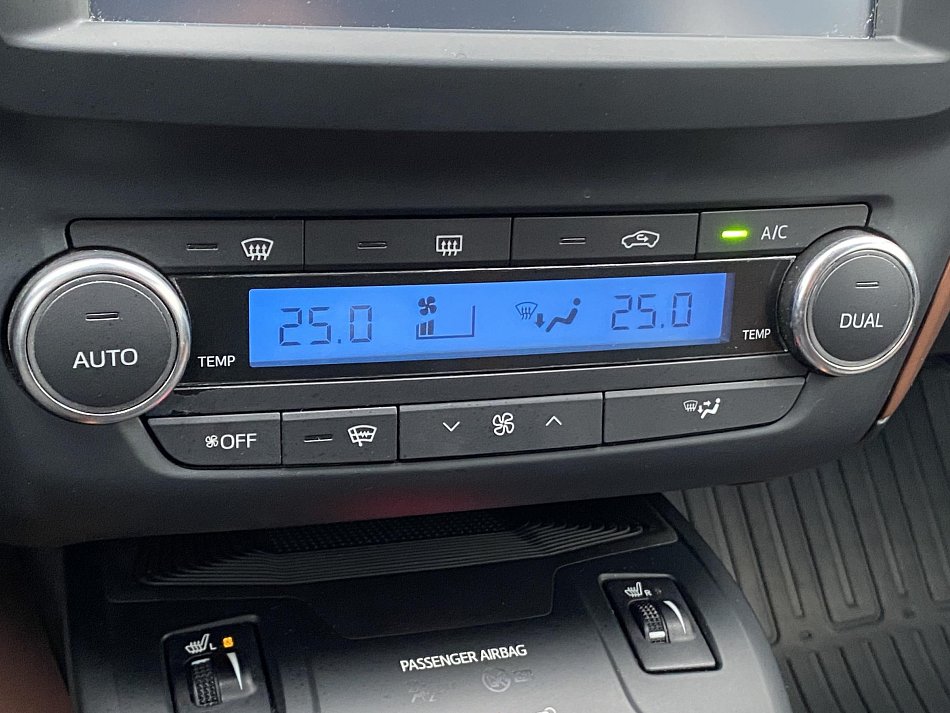 A/C
AUTO
TEMP
25.0
25.0
TEMP
DUAL
OFF
L
R
PASSENGER AIRBAG